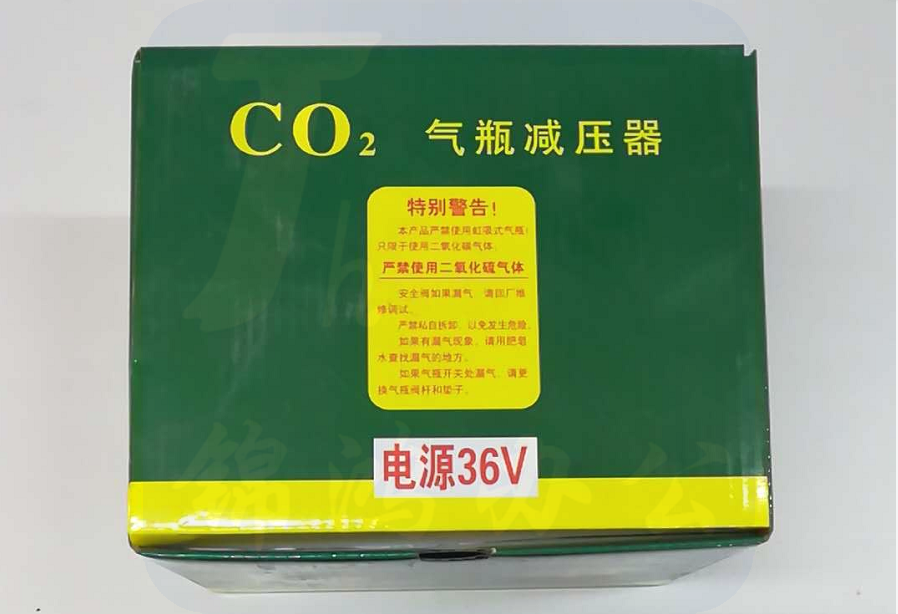 CO₂ 气瓶减压器
特别警告!
本产品严禁使用虹吸式气瓶!
只限于使用二氧化碳气体.
严禁使用二氧化硫气体
安全阀如果漏气 请回厂维
修调试.
严禁私自拆卸,以免发生危险.
如果有漏气现象,请用肥皂
水查找漏气的地方.
如果气瓶开关处漏气,请更
换气瓶阀杆和垫子.
电源36V
锦鸿办公